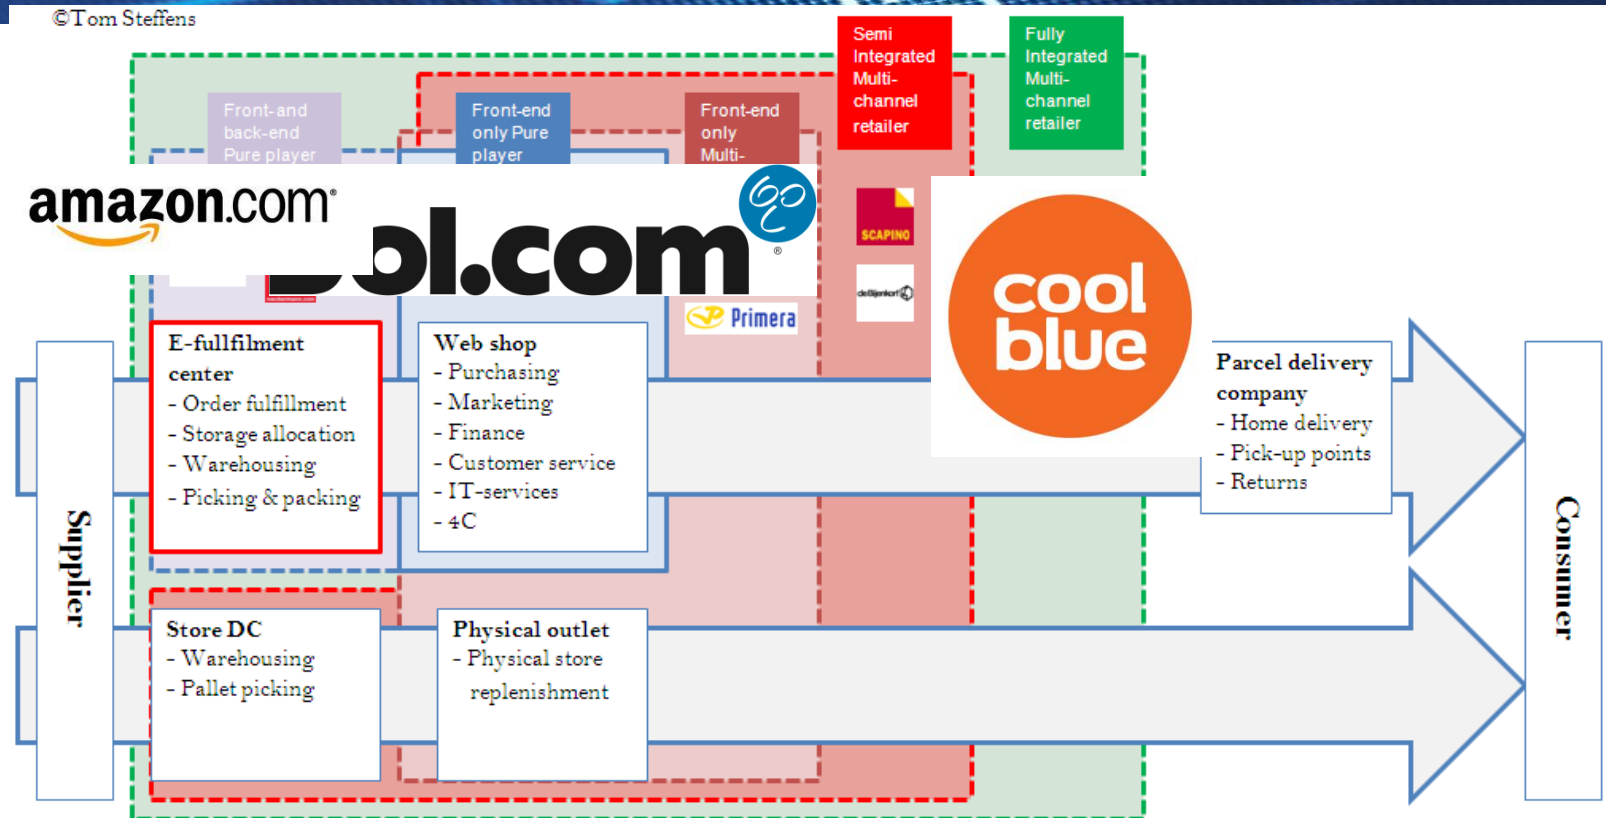 ©Tom Steffens
Semi
Integrated
Multi-
channel
retailer
Fully
Integrated
Multi-
channel
retailer
Front-and
back-end
Pure player
Front-end
only Pure
player
Front-end
only
Multi-
amazon.com®
ol.com
®
SCAPINO
de Bijenkorf
Primera
cool
blue
E-fullfilment
center
- Order fulfillment
- Storage allocation
- Warehousing
- Picking & packing
Web shop
- Purchasing
- Marketing
- Finance
- Customer service
- IT-services
- 4C
Parcel delivery
company
- Home delivery
- Pick-up points
- Returns
Supplier
Consumer
Store DC
- Warehousing
- Pallet picking
Physical outlet
- Physical store
replenishment